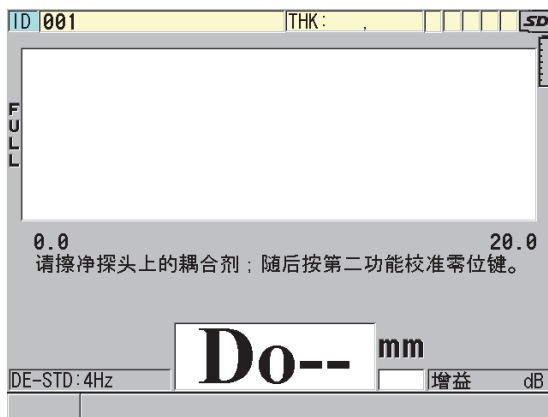 ID 001 THK: . SD
FULL
0.0 20.0
请擦净探头上的耦合剂；随后按第二功能校准零位键。
Do-- mm
DE-STD:4Hz 增益 dB